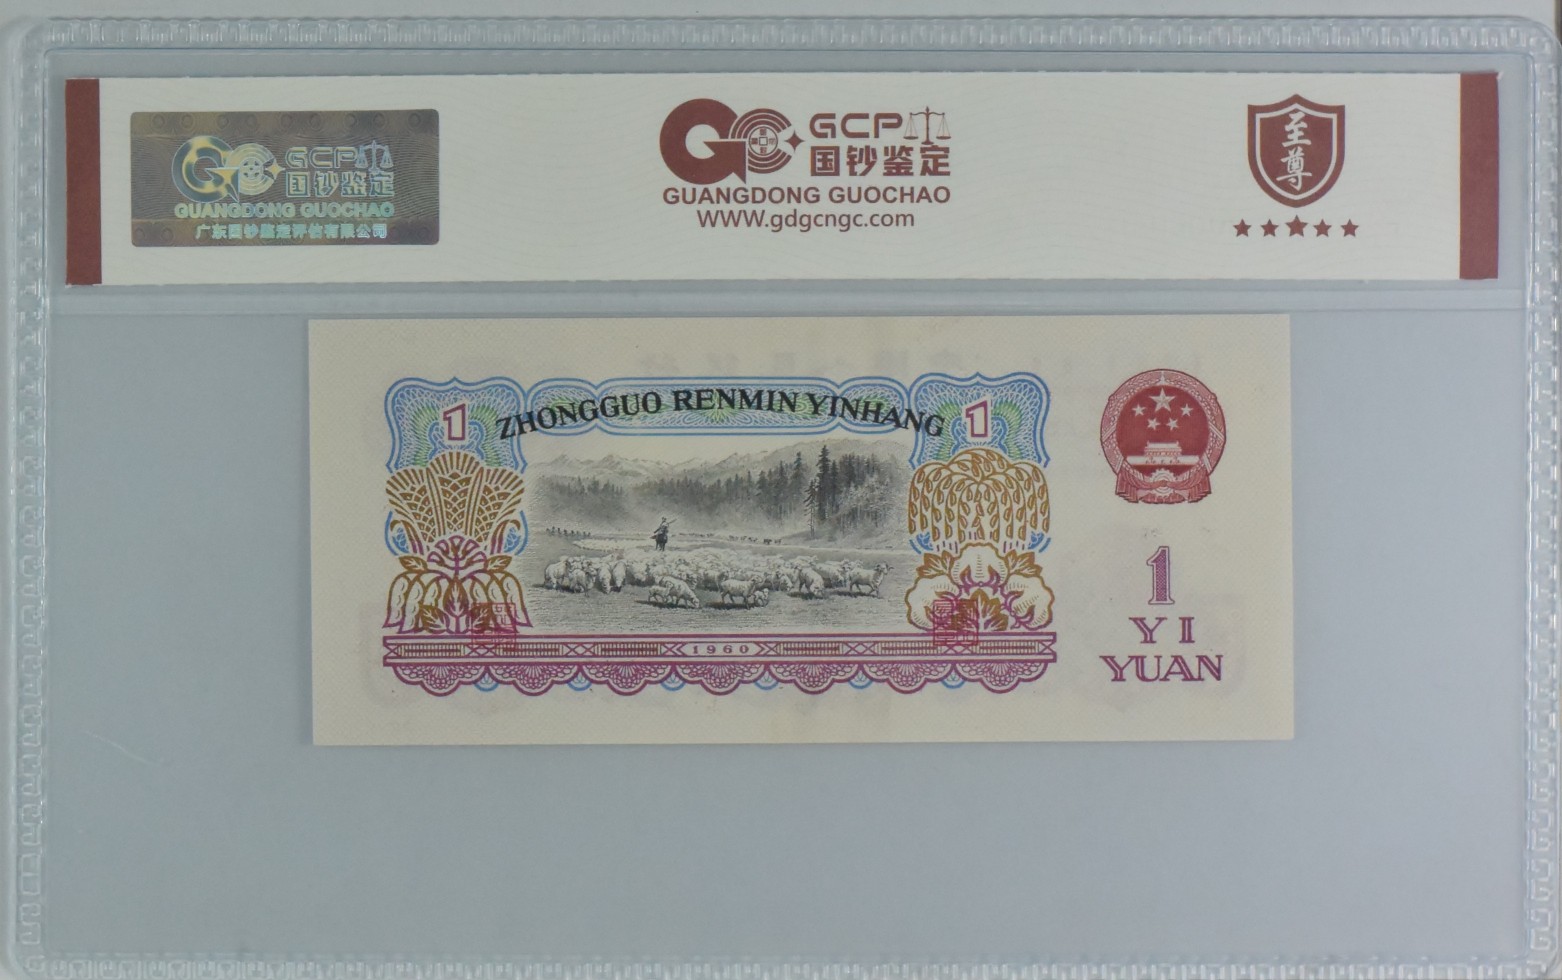 GCP
国钞鉴定
GUANGDONG GUOCHAO
广东国钞鉴定评估有限公司
GCP
国钞鉴定
GUANGDONG GUOCHAO
WWW.gdgcngc.com
至尊
1 ZHONGGUO RENMIN YINHANG 1
1960
1
YI
YUAN